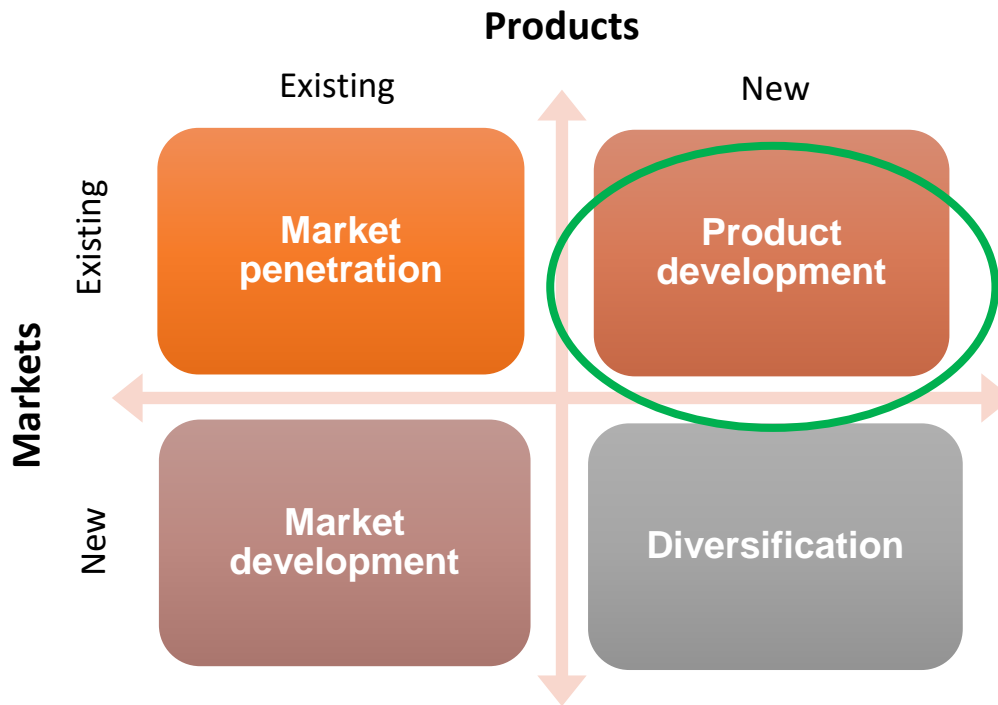 Products
Existing
New
Existing
Market
penetration
Product
development
Markets
New
Market
development
Diversification